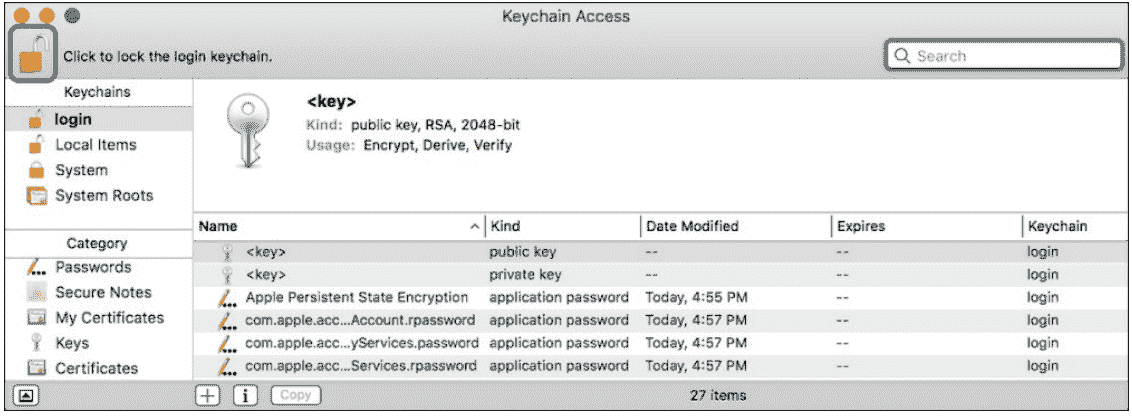 Keychain Access
Click to lock the login keychain.
Search
Keychains
login
Local Items
System
System Roots
Category
Passwords
Secure Notes
My Certificates
Keys
Certificates
<key>
Kind: public key, RSA, 2048-bit
Usage: Encrypt, Derive, Verify
Name Kind Date Modified Expires Keychain
<key> public key -- -- login
<key> private key -- -- login
Apple Persistent State Encryption application password Today, 4:55 PM -- login
com.apple.acc...Account.rpassword application password Today, 4:57 PM -- login
com.apple.acc...yServices.password application password Today, 4:57 PM -- login
com.apple.acc...Services.rpassword application password Today, 4:57 PM -- login
+ i Copy 27 items